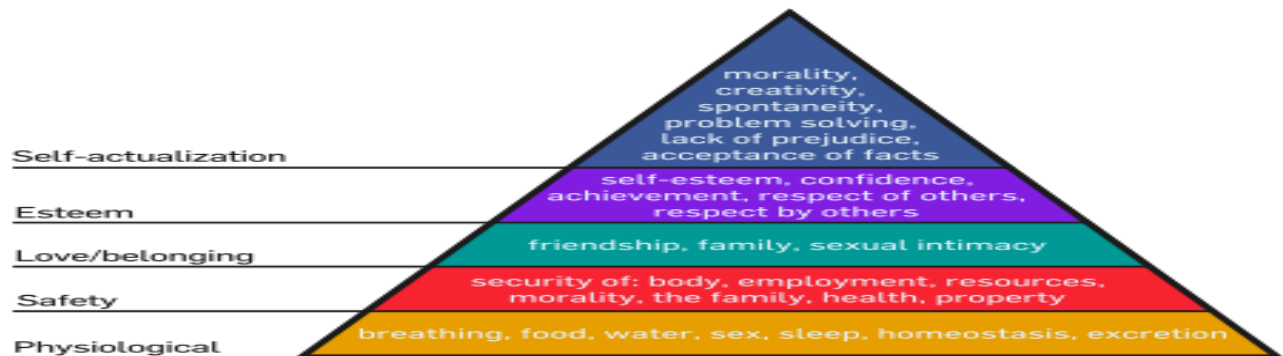 morality,
creativity,
spontaneity,
problem solving,
lack of prejudice,
acceptance of facts
Self-actualization
self-esteem, confidence,
achievement, respect of others,
respect by others
Esteem
friendship, family, sexual intimacy
Love/belonging
security of: body, employment, resources,
morality, the family, health, property
Safety
breathing, food, water, sex, sleep, homeostasis, excretion
Physiological